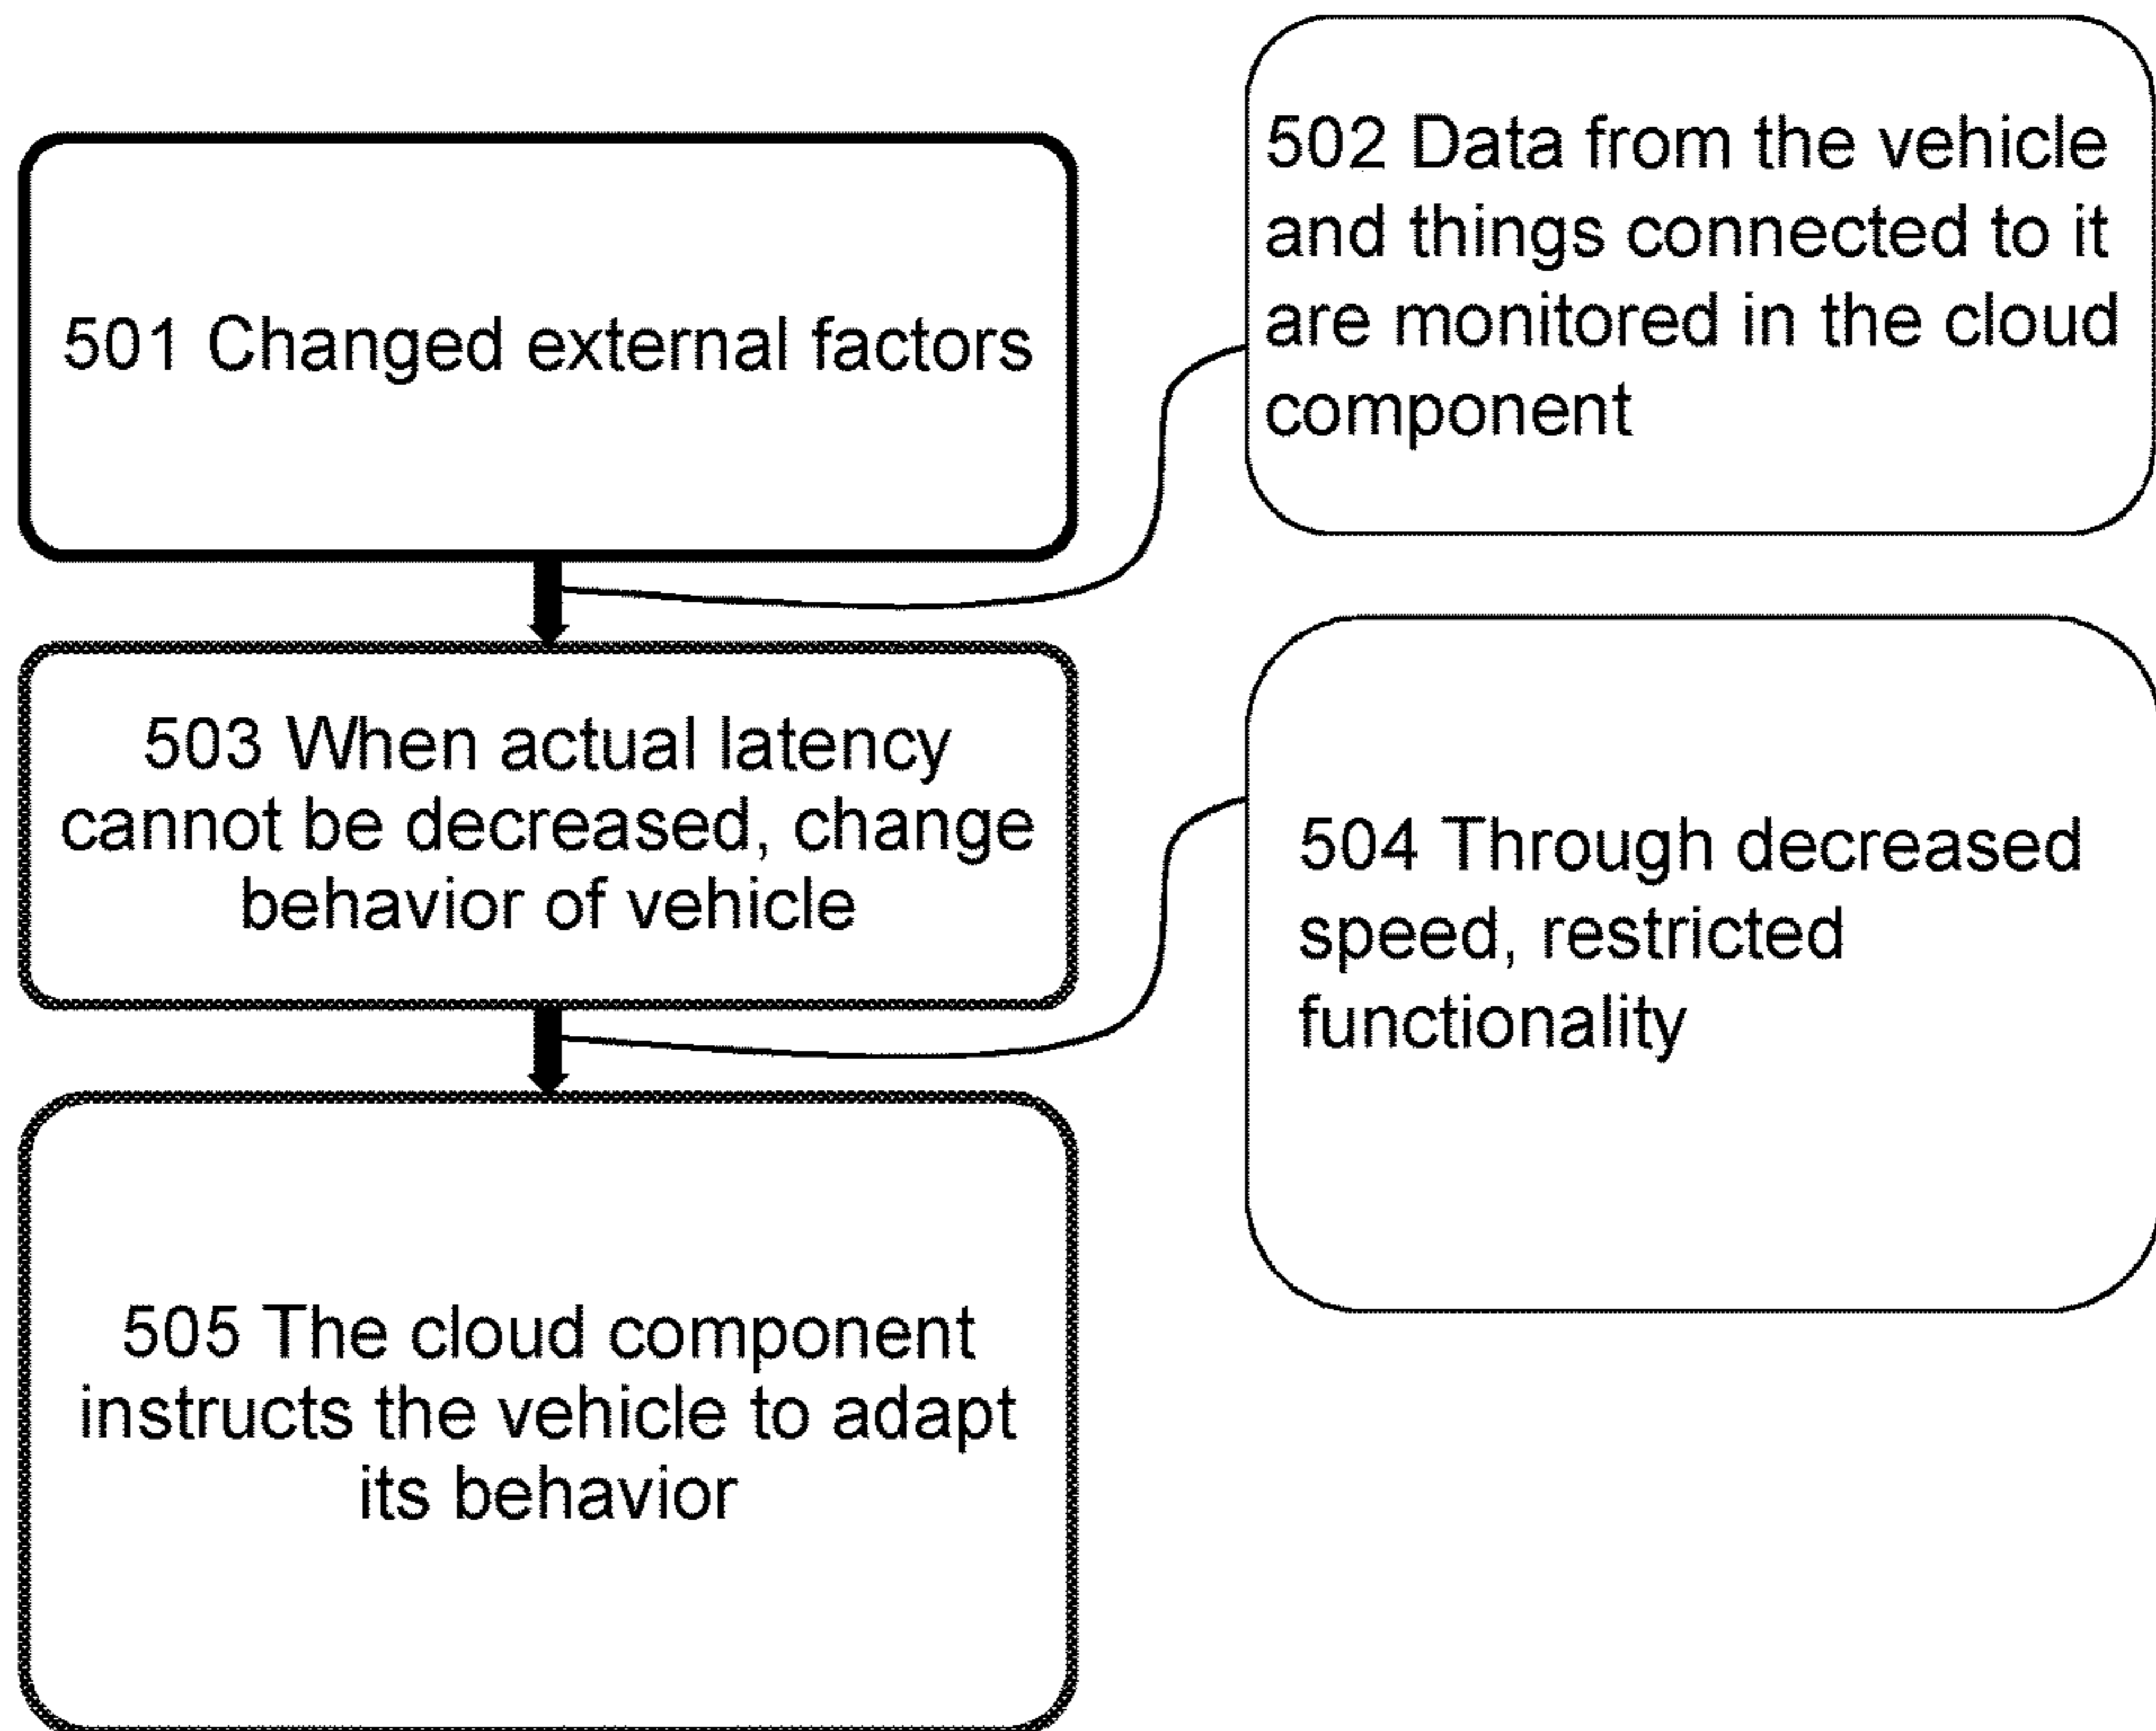 501 Changed external factors
502 Data from the vehicle
and things connected to it
are monitored in the cloud
component
503 When actual latency
cannot be decreased, change
behavior of vehicle
504 Through decreased
speed, restricted
functionality
505 The cloud component
instructs the vehicle to adapt
its behavior